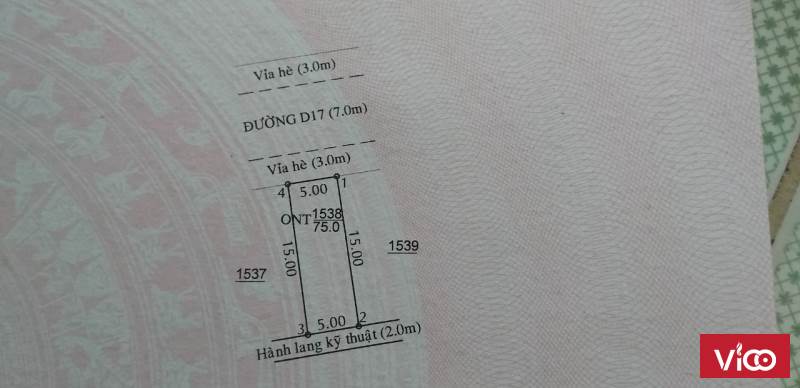 Vỉa hè (3.0m)
ĐƯỜNG D17 (7.0m)
Vỉa hè (3.0m)
4
5.00
1
ONT 1538
75.0
15.00
15.00
1537
1539
3
5.00
2
Hành lang kỹ thuật (2.0m)
ViCO